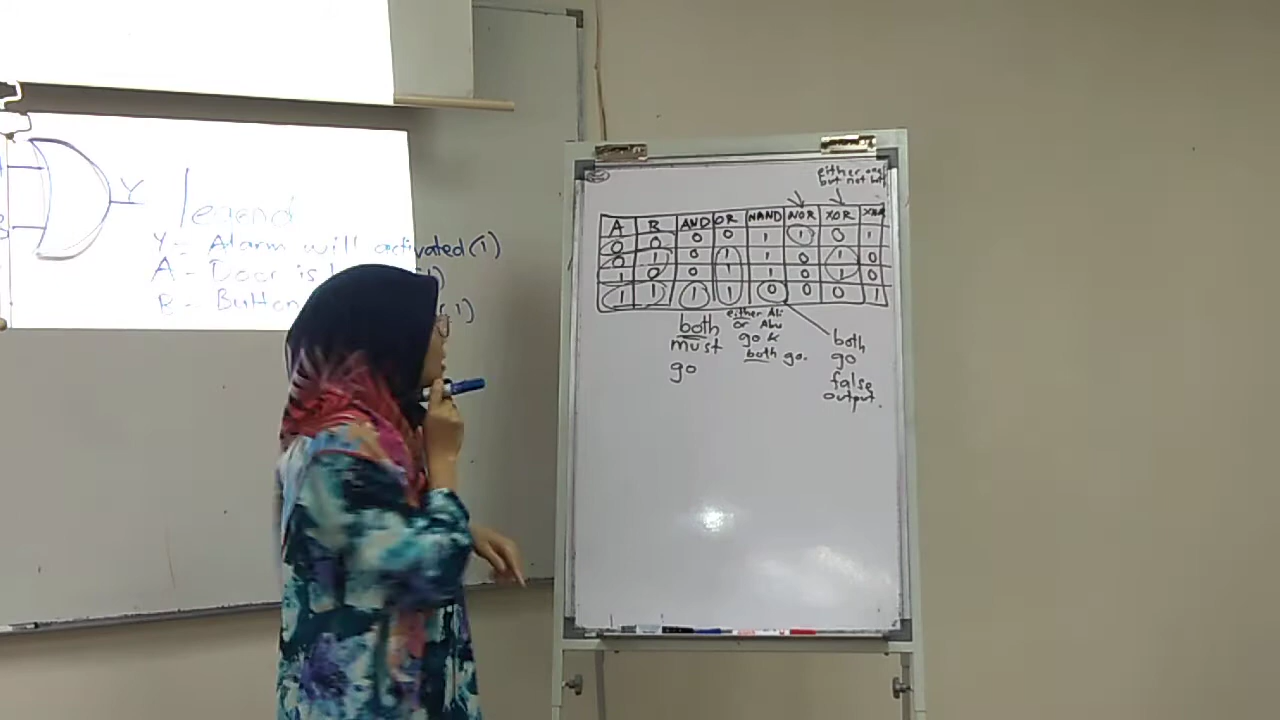 Y
legend
Y - Alarm will activated (1)
A - Door is
B - Button
either one
but not both
A B AND OR NAND NOR XOR XNOR
0 0 0 0 1 1 0 1
0 1 0 1 1 0 1 0
1 0 0 1 1 0 1 0
1 1 1 1 0 0 0 1
both
must
go
either Ali
or Abu
go &
both go.
both
go
false
output.